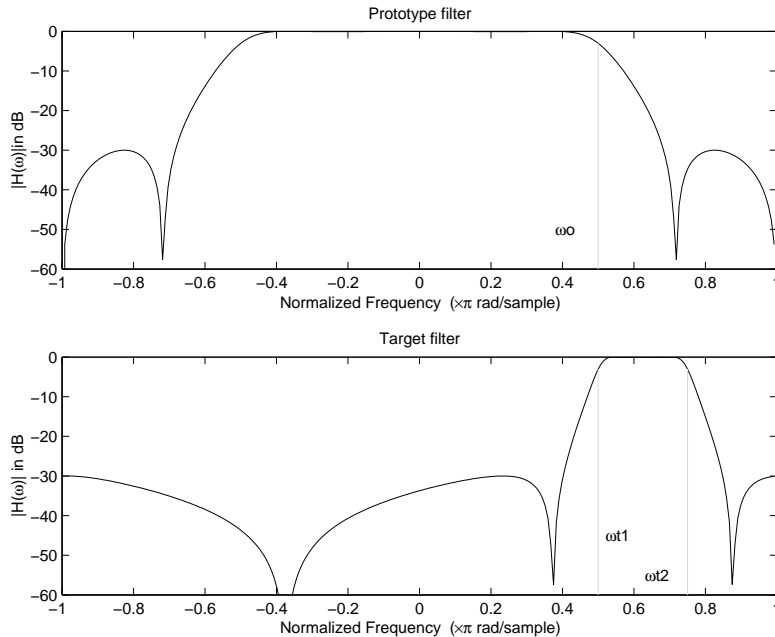 Prototype filter
0
−10
−20
−30
−40
−50
−60
|H(ω)|in dB
ωo
−1 −0.8 −0.6 −0.4 −0.2 0 0.2 0.4 0.6 0.8 1
Normalized Frequency (×π rad/sample)
Target filter
0
−10
−20
−30
−40
−50
−60
|H(ω)| in dB
ωt1
ωt2
−1 −0.8 −0.6 −0.4 −0.2 0 0.2 0.4 0.6 0.8 1
Normalized Frequency (×π rad/sample)